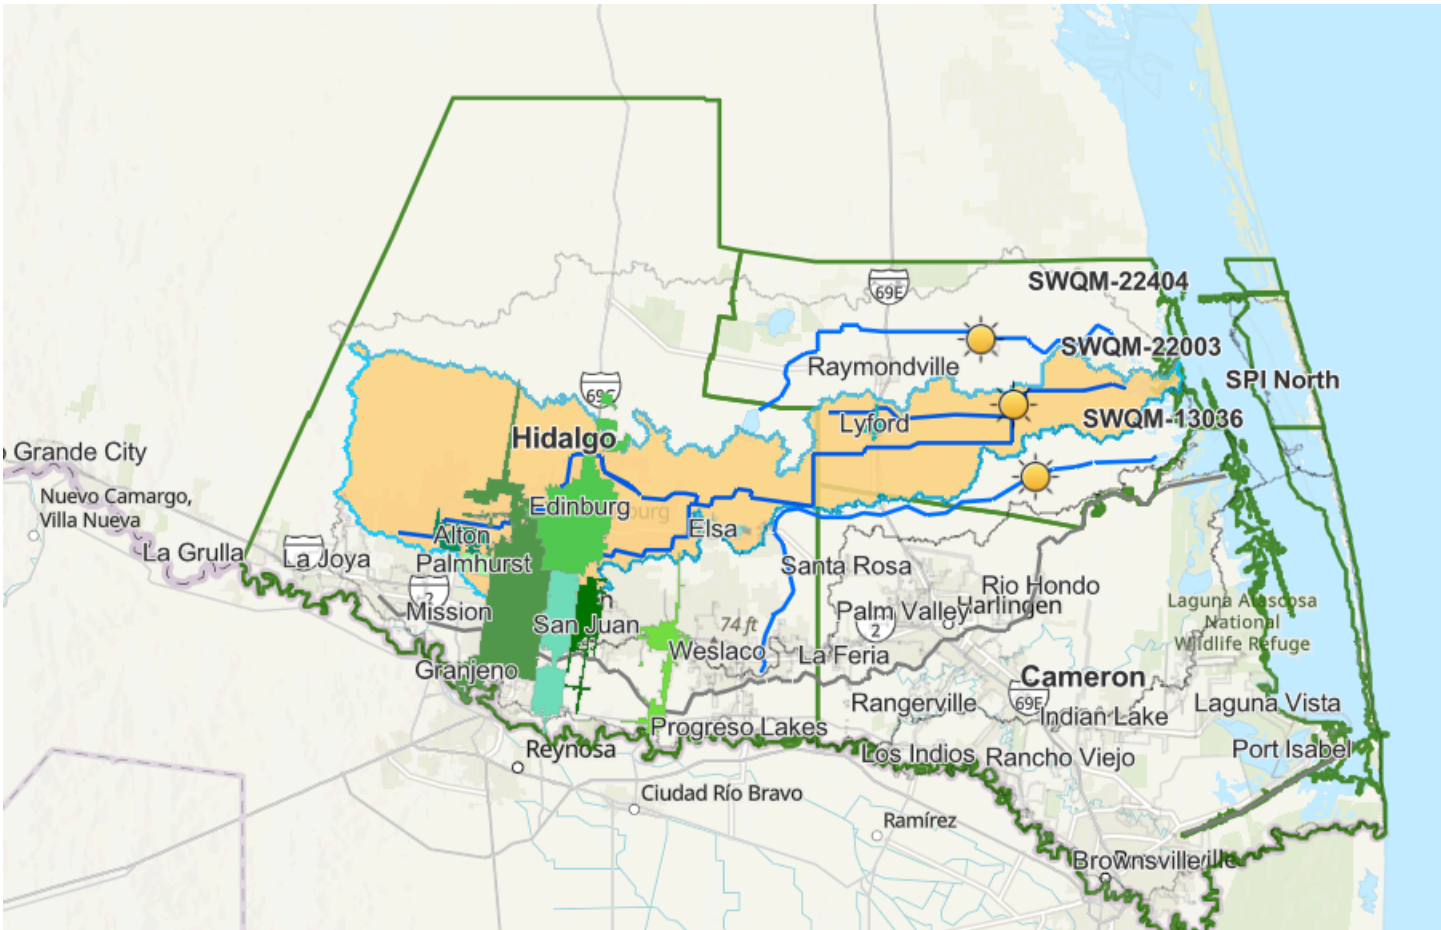 69E
SWQM-22404
SWQM-22003
Raymondville
SPI North
69C
Lyford
SWQM-13036
Hidalgo
Grande City
Nuevo Camargo,
Villa Nueva
Edinburg
burg
Elsa
Alton
La Grulla
La Joya
Palmhurst
Santa Rosa
2
Mission
Rio Hondo
Palm Valley
Harlingen
2
San Juan
74 ft
Laguna Atascosa
National
Wildlife Refuge
Weslaco
La Feria
Granjeno
Cameron
69E
Rangerville
Indian Lake
Laguna Vista
Progreso Lakes
Reynosa
Los Indios
Rancho Viejo
Port Isabel
Ciudad Río Bravo
Ramírez
Brownsville